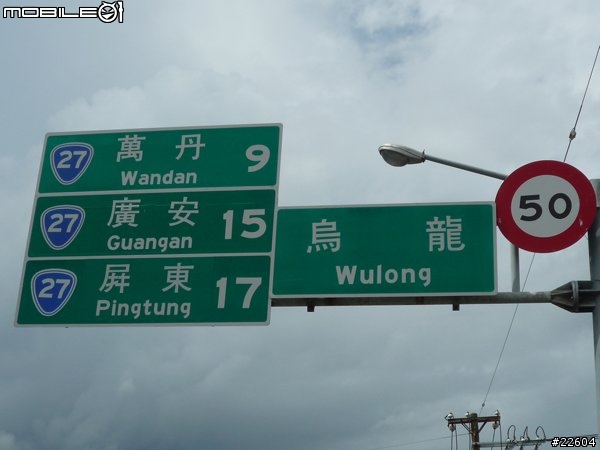 MOBILE01
27 萬丹 9
Wandan
27 廣安 15
Guangan
27 屏東 17
Pingtung
烏龍
Wulong
50
#22604